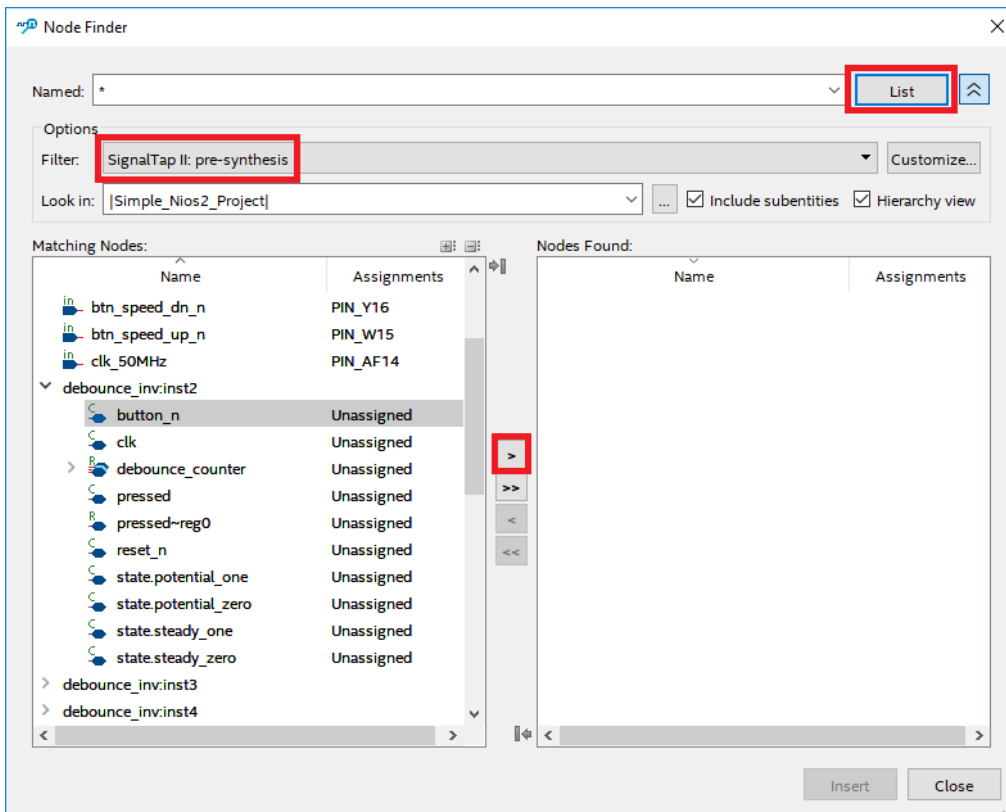 Node Finder
Named: * List
Options
Filter: SignalTap II: pre-synthesis Customize...
Look in: |Simple_Nios2_Project| ... Include subentities Hierarchy view
Matching Nodes: Nodes Found:
Name Assignments Name Assignments
in btn_speed_dn_n PIN_Y16
in btn_speed_up_n PIN_W15
in clk_50MHz PIN_AF14
debounce_inv:inst2
C button_n Unassigned
C clk Unassigned
R debounce_counter Unassigned
C pressed Unassigned
R pressed~reg0 Unassigned
C reset_n Unassigned
C state.potential_one Unassigned
C state.potential_zero Unassigned
C state.steady_one Unassigned
C state.steady_zero Unassigned
debounce_inv:inst3
debounce_inv:inst4
>
>>
<
<<
Insert Close